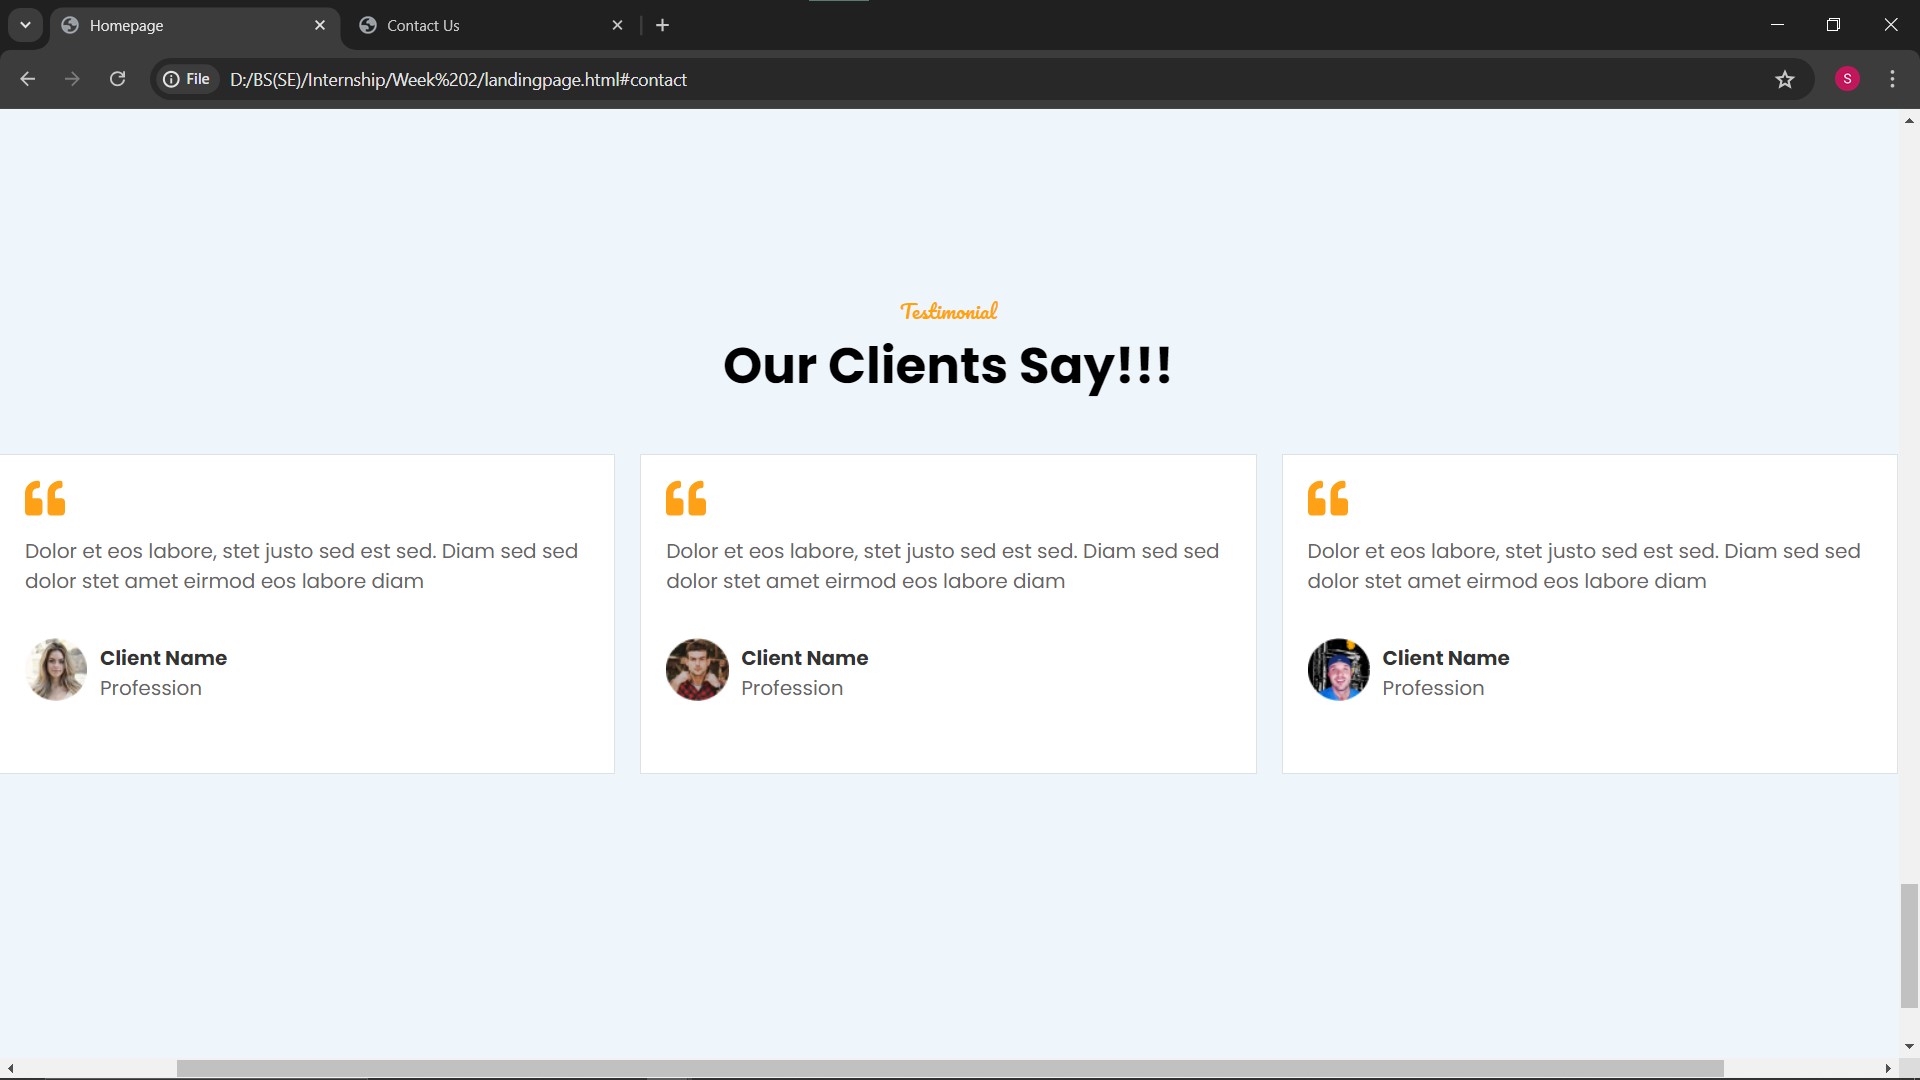 Homepage
Contact Us
File
D:/BS(SE)/Internship/Week%202/landingpage.html#contact
S
Testimonial
Our Clients Say!!!
Dolor et eos labore, stet justo sed est sed. Diam sed sed
dolor stet amet eirmod eos labore diam
Client Name
Profession
Dolor et eos labore, stet justo sed est sed. Diam sed sed
dolor stet amet eirmod eos labore diam
Client Name
Profession
Dolor et eos labore, stet justo sed est sed. Diam sed sed
dolor stet amet eirmod eos labore diam
Client Name
Profession